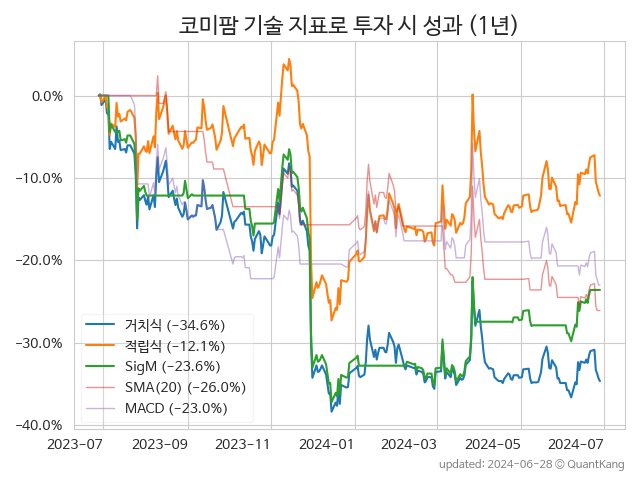 코미팜 기술 지표로 투자 시 성과 (1년)
0.0%
−10.0%
−20.0%
−30.0%
−40.0%
거치식 (−34.6%)
적립식 (−12.1%)
SigM (−23.6%)
SMA(20) (−26.0%)
MACD (−23.0%)
2023-07 2023-09 2023-11 2024-01 2024-03 2024-05 2024-07
updated: 2024-06-28 © QuantKang